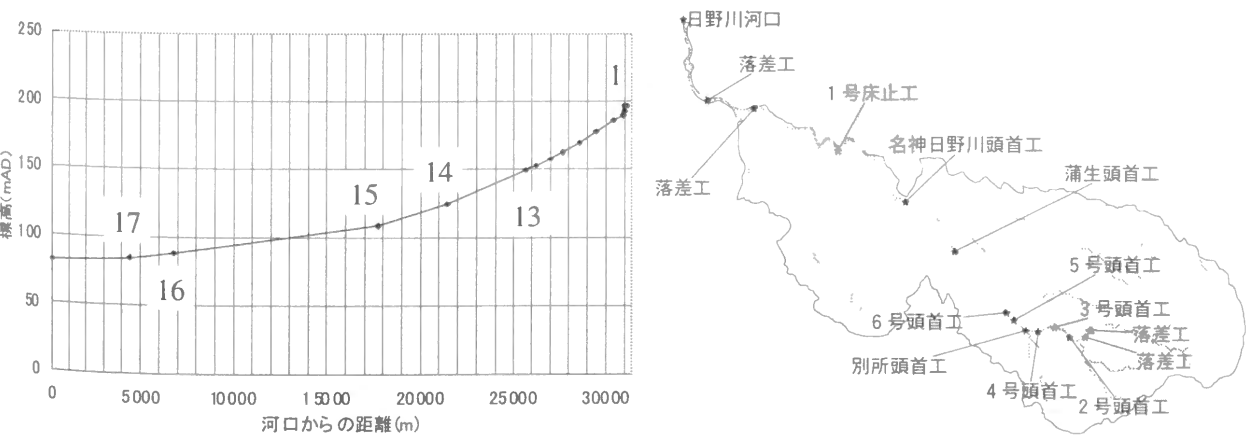 250
200
150
100
50
0
標高(mAD)
1
14
15
13
17
16
0
5000
10000
15000
20000
25000
30000
河口からの距離(m)
日野川河口
落差工
1号床止工
名神日野川頭首工
落差工
蒲生頭首工
5号頭首工
3号頭首工
6号頭首工
落差工
別所頭首工
落差工
4号頭首工
2号頭首工